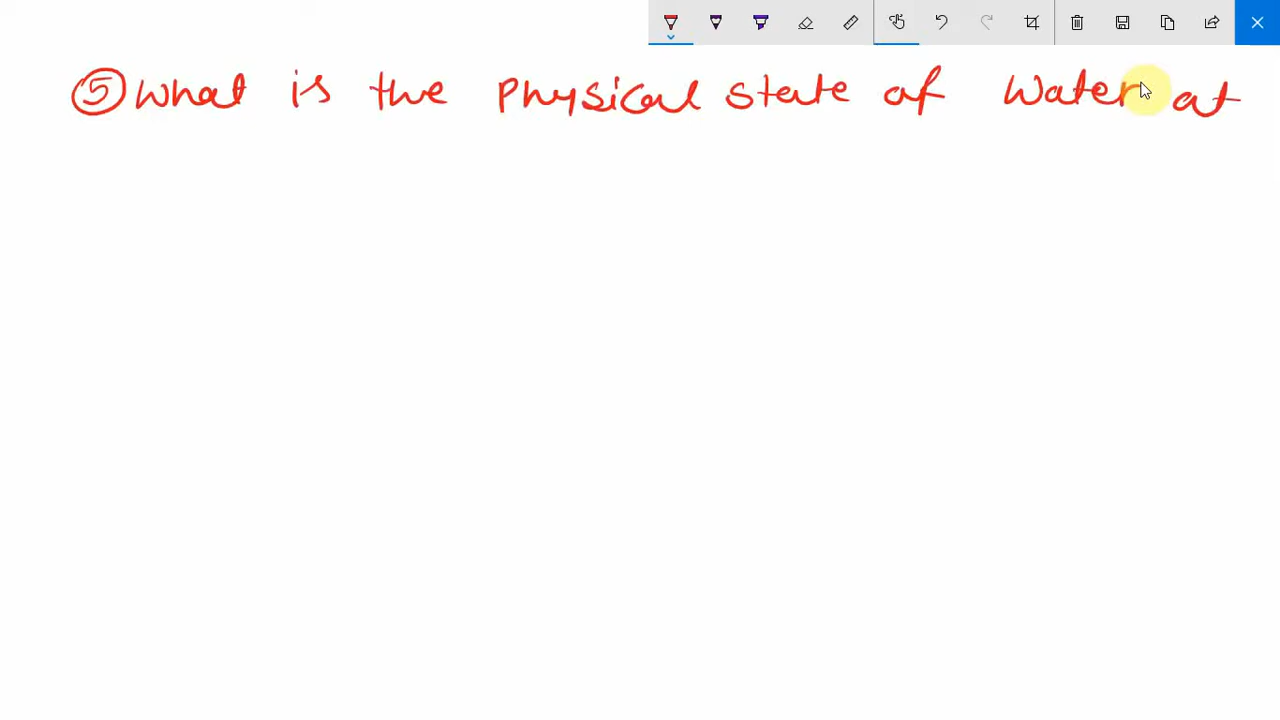 ⑤ What is the Physical state of Water at